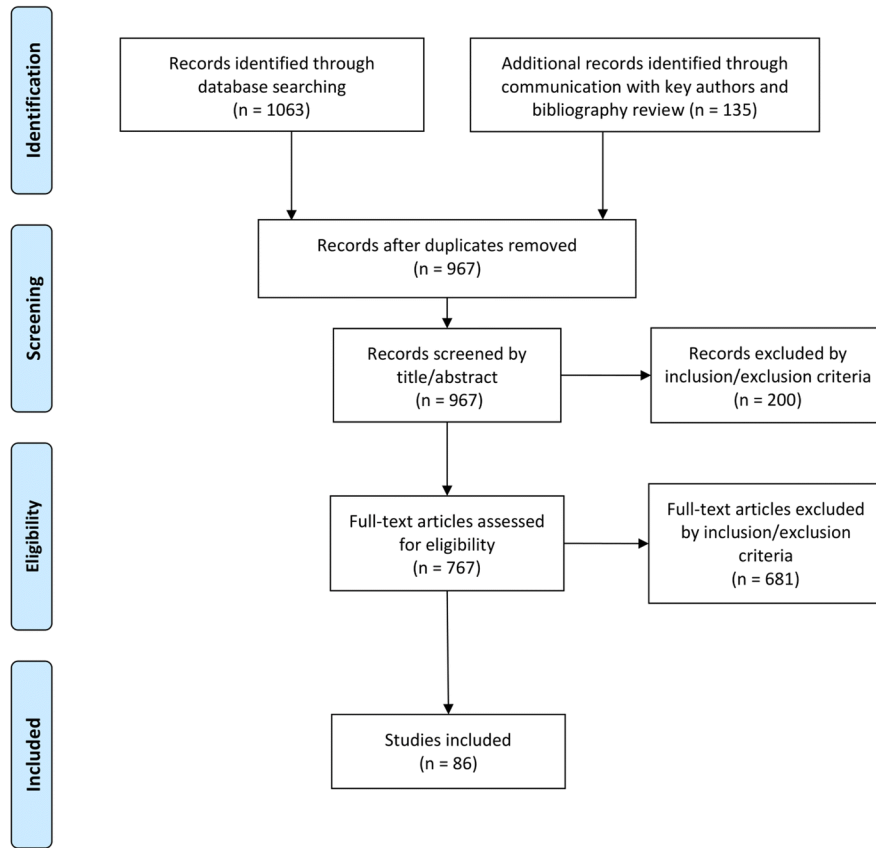 Identification
Records identified through
database searching
(n = 1063)
Additional records identified through
communication with key authors and
bibliography review (n = 135)
Screening
Records after duplicates removed
(n = 967)
Records screened by
title/abstract
(n = 967)
Records excluded by
inclusion/exclusion criteria
(n = 200)
Eligibility
Full-text articles assessed
for eligibility
(n = 767)
Full-text articles excluded
by inclusion/exclusion
criteria
(n = 681)
Included
Studies included
(n = 86)